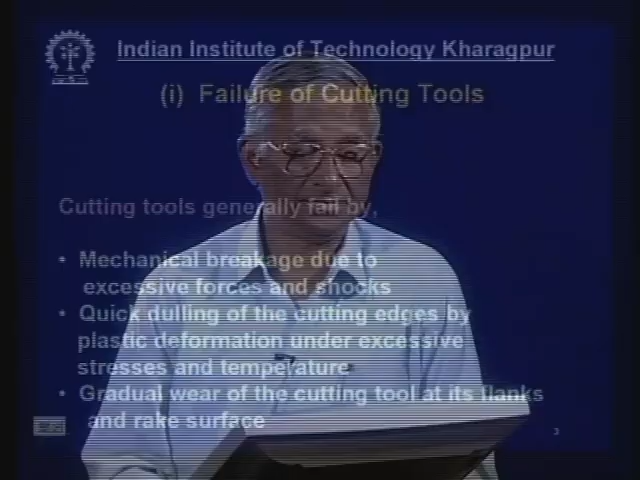 Indian Institute of Technology Kharagpur
(i) Failure of Cutting Tools
Cutting tools generally fail by,
• Mechanical breakage due to
excessive forces and shocks
• Quick dulling of the cutting edges by
plastic deformation under excessive
stresses and temperature
• Gradual wear of the cutting tool at its flanks
and rake surface
3